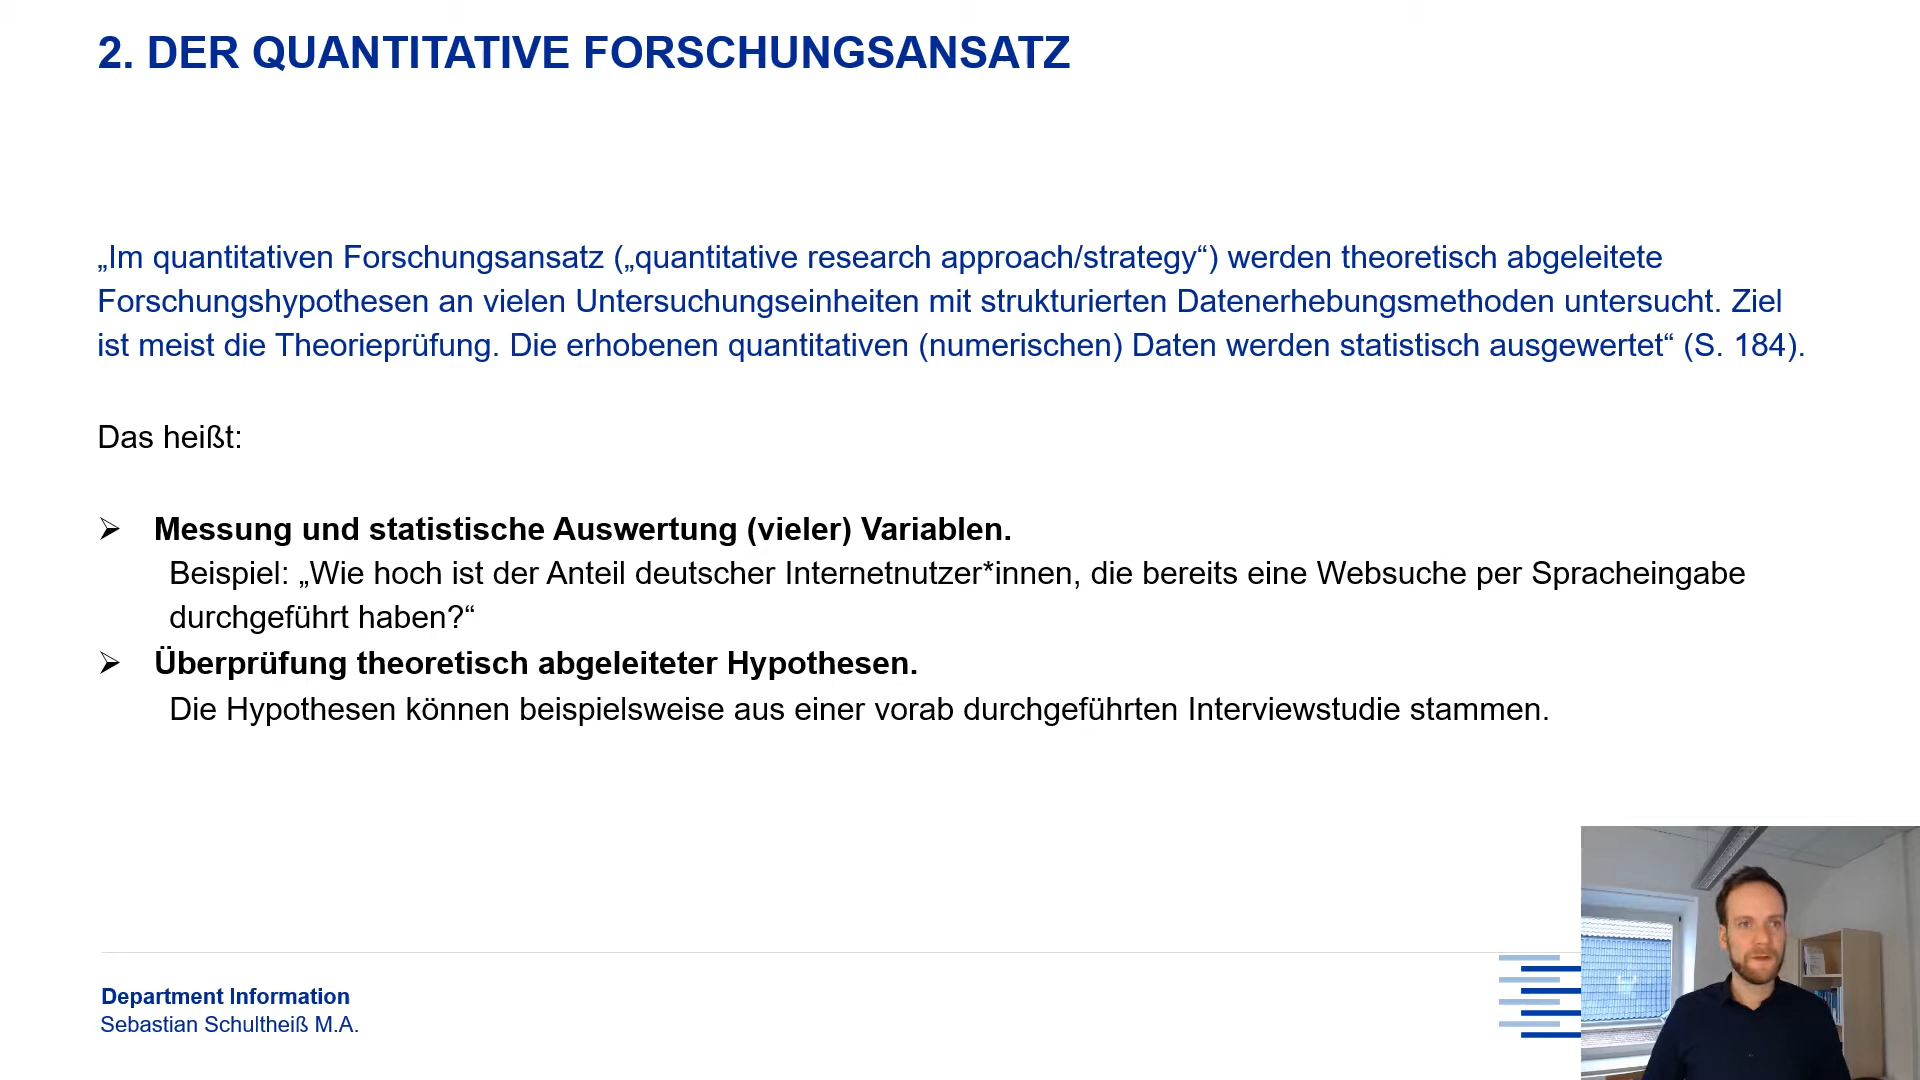 2. DER QUANTITATIVE FORSCHUNGSANSATZ
„Im quantitativen Forschungsansatz („quantitative research approach/strategy“) werden theoretisch abgeleitete
Forschungshypothesen an vielen Untersuchungseinheiten mit strukturierten Datenerhebungsmethoden untersucht. Ziel
ist meist die Theorieprüfung. Die erhobenen quantitativen (numerischen) Daten werden statistisch ausgewertet“ (S. 184).
Das heißt:
➢ Messung und statistische Auswertung (vieler) Variablen.
Beispiel: „Wie hoch ist der Anteil deutscher Internetnutzer*innen, die bereits eine Websuche per Spracheingabe
durchgeführt haben?“
➢ Überprüfung theoretisch abgeleiteter Hypothesen.
Die Hypothesen können beispielsweise aus einer vorab durchgeführten Interviewstudie stammen.
Department Information
Sebastian Schultheiß M.A.